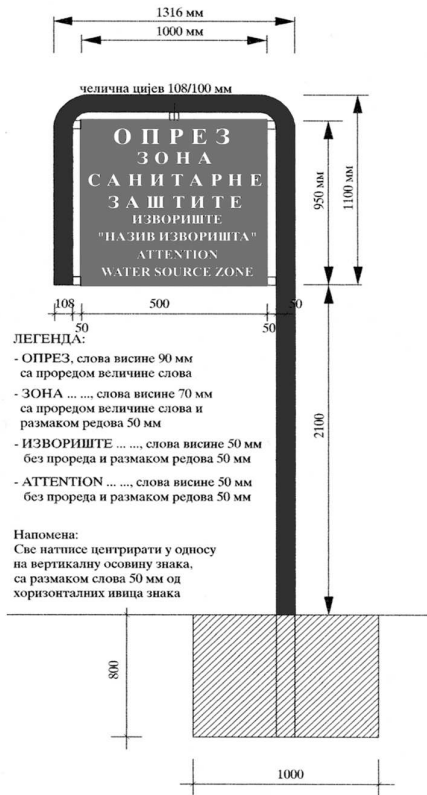 1316 мм
1000 мм
челична цијев 108/100 мм
ОПРЕЗ
ЗОНА
САНИТАРНЕ
ЗАШТИТЕ
ИЗВОРИШТЕ
"НАЗИВ ИЗВОРИШТА"
ATTENTION
WATER SOURCE ZONE
950 мм
1100 мм
108
500
50
50
50
ЛЕГЕНДА:
- ОПРЕЗ, слова висине 90 мм
са проредом величине слова
- ЗОНА ... ..., слова висине 70 мм
са проредом величине слова и
размаком редова 50 мм
- ИЗВОРИШТЕ ... ..., слова висине 50 мм
без прореда и размаком редова 50 мм
- ATTENTION ... ..., слова висине 50 мм
без прореда и размаком редова 50 мм
2100
Напомена:
Све натписе центрирати у односу
на вертикалну осовину знака,
са размаком слова 50 мм од
хоризонталних ивица знака
800
1000